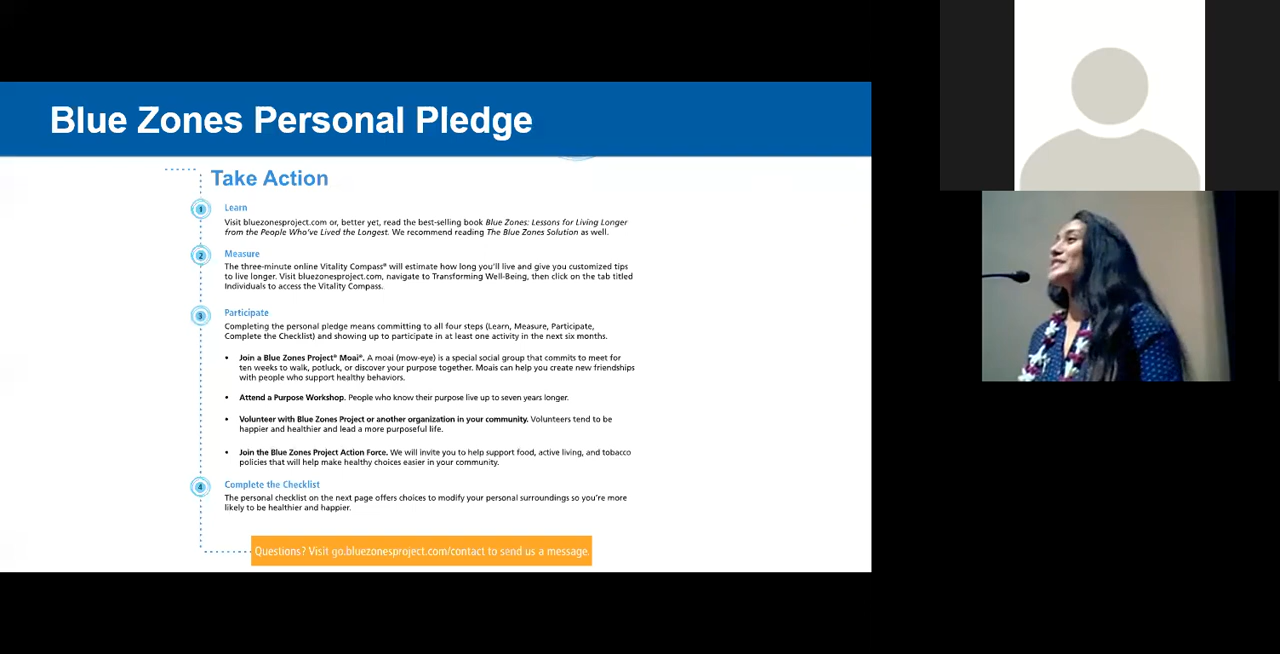 Blue Zones Personal Pledge
Take Action
1
Learn
Visit bluezonesproject.com or, better yet, read the best-selling book Blue Zones: Lessons for Living Longer
from the People Who've Lived the Longest. We recommend reading The Blue Zones Solution as well.
2
Measure
The three-minute online Vitality Compass® will estimate how long you'll live and give you customized tips
to live longer. Visit bluezonesproject.com, navigate to Transforming Well-Being, then click on the tab titled
Individuals to access the Vitality Compass.
3
Participate
Completing the personal pledge means committing to all four steps (Learn, Measure, Participate,
Complete the Checklist) and showing up to participate in at least one activity in the next six months.
• Join a Blue Zones Project® Moai®. A moai (mow-eye) is a special social group that commits to meet for
ten weeks to walk, potluck, or discover your purpose together. Moais can help you create new friendships
with people who support healthy behaviors.
• Attend a Purpose Workshop. People who know their purpose live up to seven years longer.
• Volunteer with Blue Zones Project or another organization in your community. Volunteers tend to be
happier and healthier and lead a more purposeful life.
• Join the Blue Zones Project Action Force. We will invite you to help support food, active living, and tobacco
policies that will help make healthy choices easier in your community.
4
Complete the Checklist
The personal checklist on the next page offers choices to modify your personal surroundings so you're more
likely to be healthier and happier.
Questions? Visit go.bluezonesproject.com/contact to send us a message.